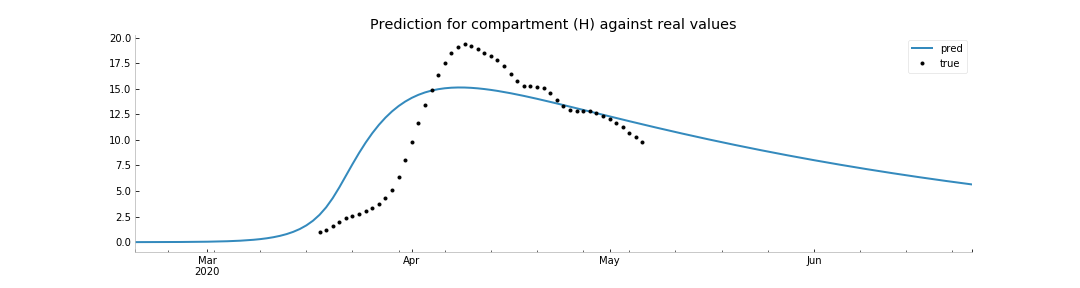 Prediction for compartment (H) against real values
20.0
17.5
15.0
12.5
10.0
7.5
5.0
2.5
0.0
pred
true
Mar
2020
Apr
May
Jun